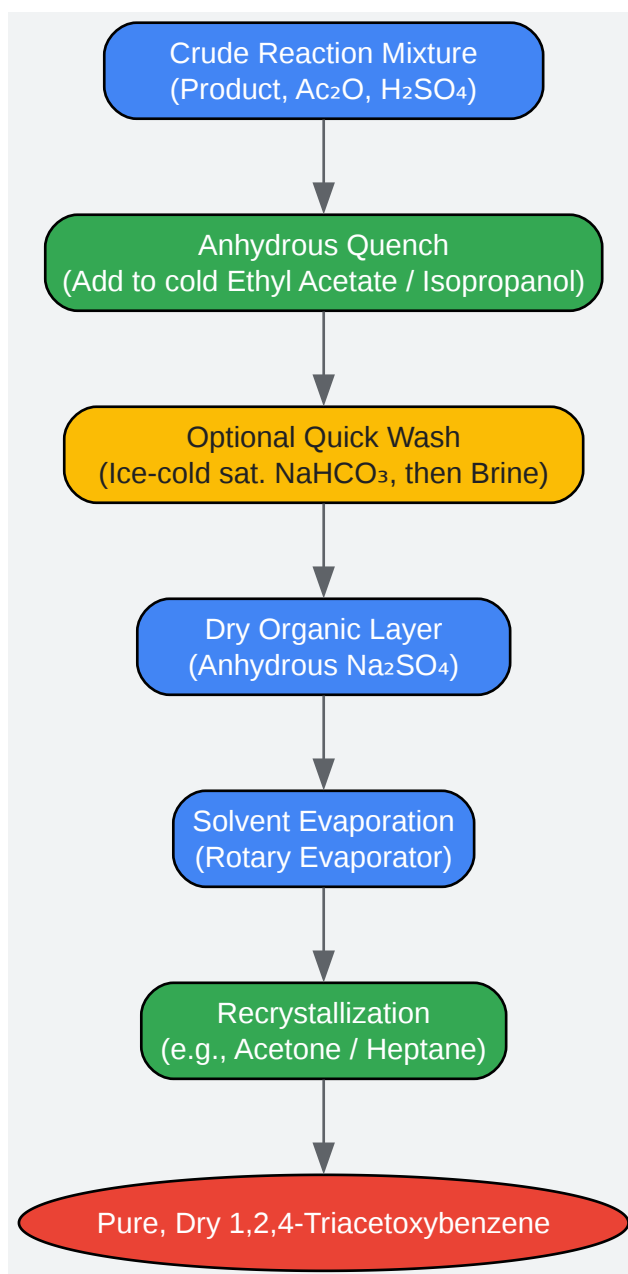 Crude Reaction Mixture
(Product, Ac₂O, H₂SO₄)
Anhydrous Quench
(Add to cold Ethyl Acetate / Isopropanol)
Optional Quick Wash
(Ice-cold sat. NaHCO₃, then Brine)
Dry Organic Layer
(Anhydrous Na₂SO₄)
Solvent Evaporation
(Rotary Evaporator)
Recrystallization
(e.g., Acetone / Heptane)
Pure, Dry 1,2,4-Triacetoxybenzene